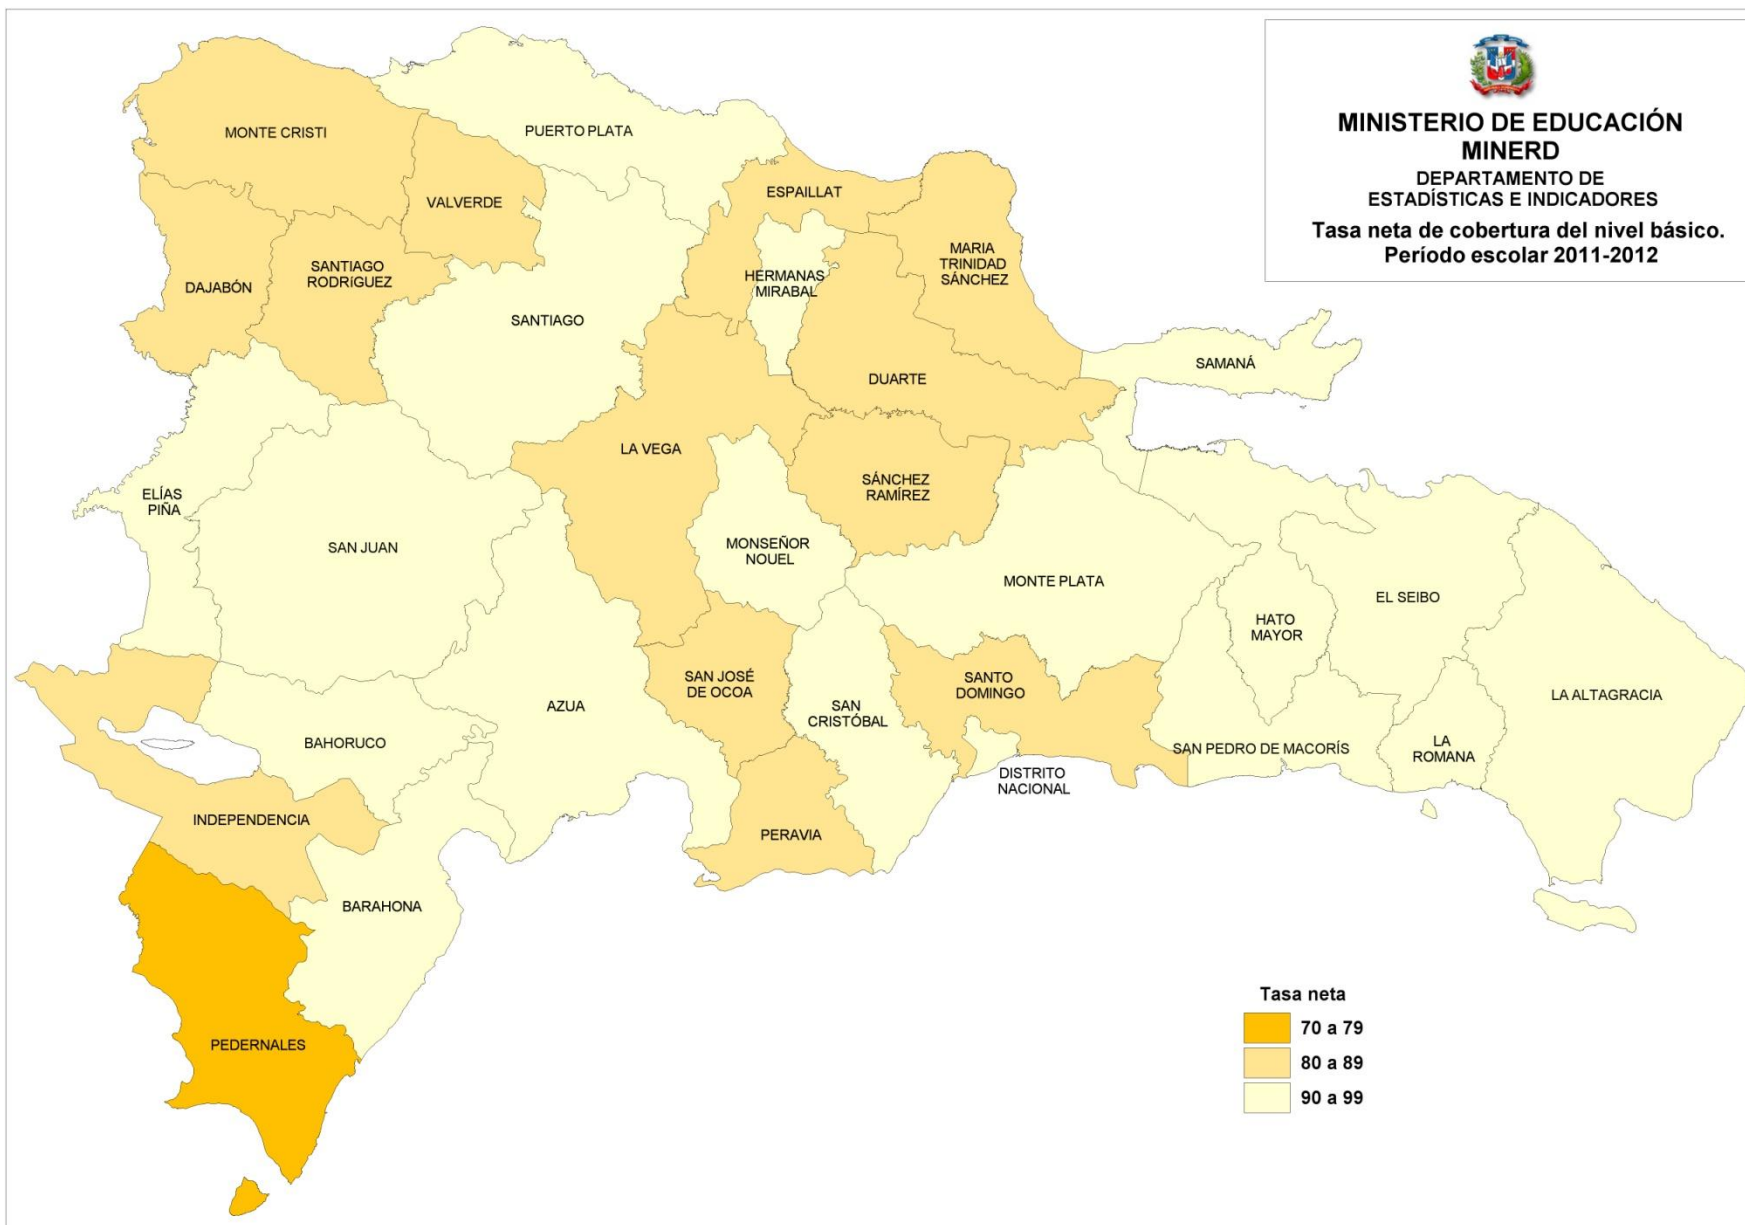 MINISTERIO DE EDUCACIÓN
MINERD
DEPARTAMENTO DE
ESTADÍSTICAS E INDICADORES
Tasa neta de cobertura del nivel básico.
Período escolar 2011-2012
MONTE CRISTI
PUERTO PLATA
VALVERDE
ESPAILLAT
DAJABÓN
SANTIAGO
RODRíGUEZ
SANTIAGO
HERMANAS
MIRABAL
MARIA
TRINIDAD
SÁNCHEZ
SAMANÁ
DUARTE
LA VEGA
SÁNCHEZ
RAMÍREZ
ELÍAS
PIÑA
SAN JUAN
MONSEÑOR
NOUEL
MONTE PLATA
EL SEIBO
HATO
MAYOR
SAN JOSÉ
DE OCOA
SANTO
DOMINGO
LA ALTAGRACIA
AZUA
SAN
CRISTÓBAL
BAHORUCO
SAN PEDRO DE MACORÍS
LA
ROMANA
DISTRITO
NACIONAL
INDEPENDENCIA
PERAVIA
BARAHONA
PEDERNALES
Tasa neta
70 a 79
80 a 89
90 a 99